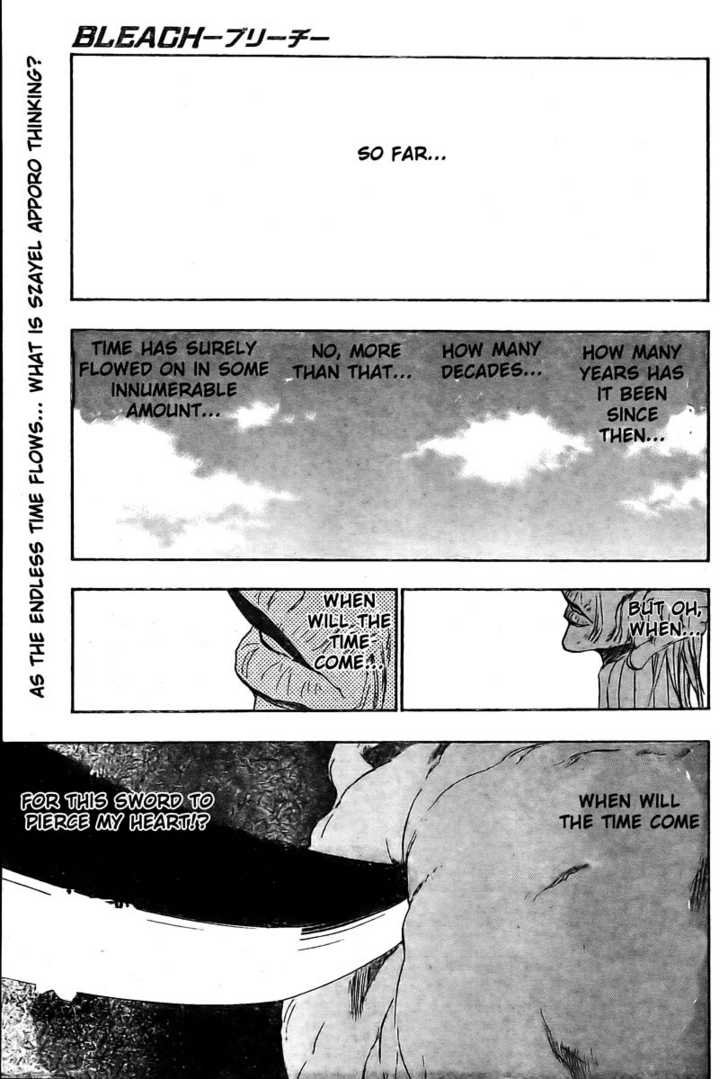 BLEACH—ブリーチ—
AS THE ENDLESS TIME FLOWS... WHAT IS SZAYEL APPORO THINKING?
SO FAR...
HOW MANY
YEARS HAS
IT BEEN
SINCE
THEN...
HOW MANY
DECADES...
NO, MORE
THAN THAT...
TIME HAS SURELY
FLOWED ON IN SOME
INNUMERABLE
AMOUNT...
BUT OH,
WHEN...
WHEN
WILL THE
TIME
COME...
WHEN WILL
THE TIME COME
FOR THIS SWORD TO
PIERCE MY HEART!?